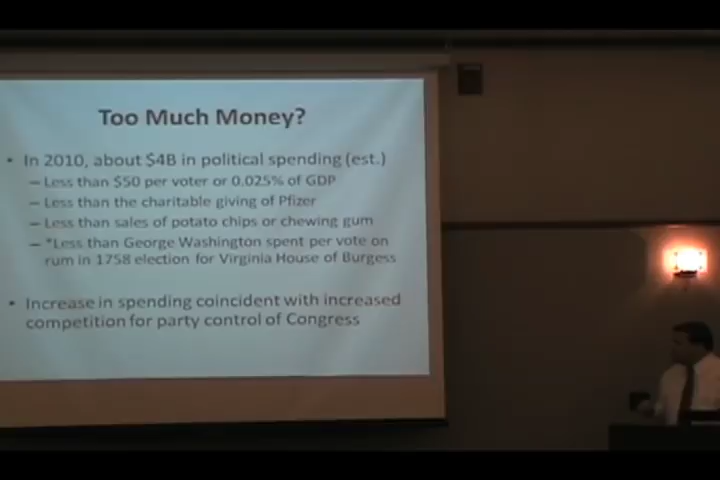 Too Much Money?
• In 2010, about $4B in political spending (est.)
– Less than $50 per voter or 0.025% of GDP
– Less than the charitable giving of Pfizer
– Less than sales of potato chips or chewing gum
– *Less than George Washington spent per vote on
rum in 1758 election for Virginia House of Burgess
• Increase in spending coincident with increased
competition for party control of Congress